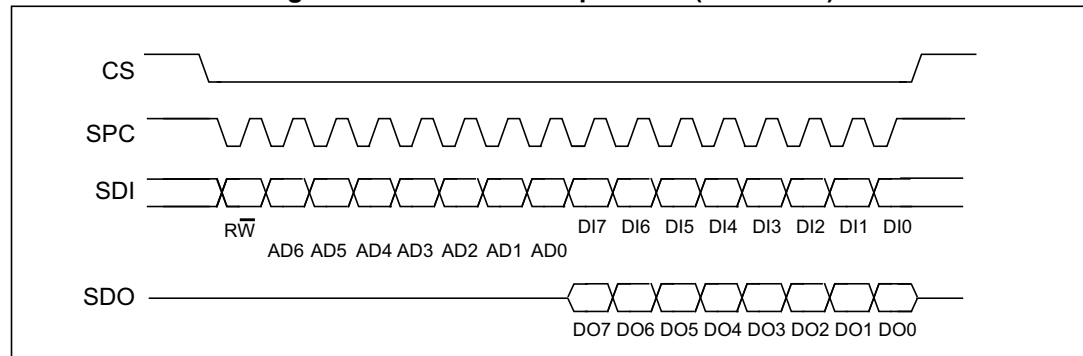 CS
SPC
SDI
RW̅
DI7 DI6 DI5 DI4 DI3 DI2 DI1 DI0
AD6 AD5 AD4 AD3 AD2 AD1 AD0
SDO
DO7 DO6 DO5 DO4 DO3 DO2 DO1 DO0